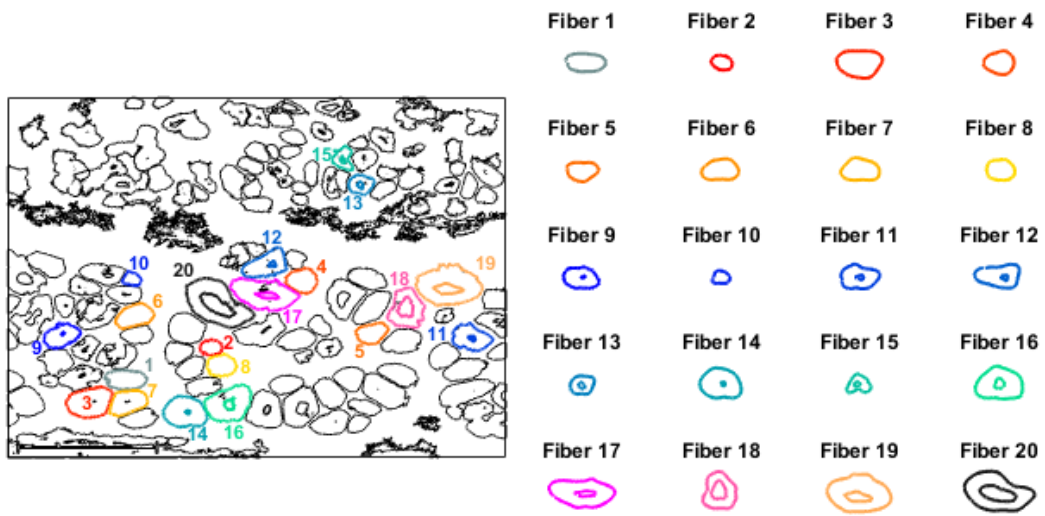 Fiber 1 Fiber 2 Fiber 3 Fiber 4
Fiber 5 Fiber 6 Fiber 7 Fiber 8
Fiber 9 Fiber 10 Fiber 11 Fiber 12
Fiber 13 Fiber 14 Fiber 15 Fiber 16
Fiber 17 Fiber 18 Fiber 19 Fiber 20
15
13
12
10 20 4 18 19
6
17
9 2 5 11
1 8
3 7
14 16